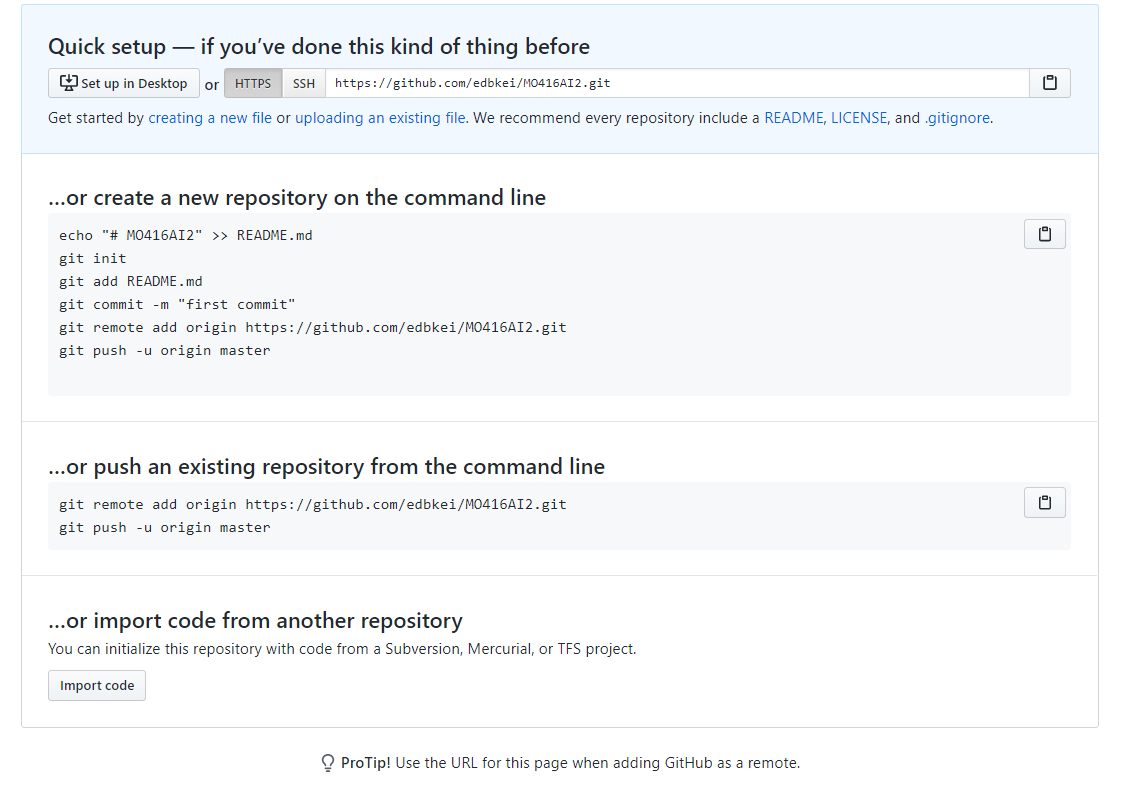 Quick setup — if you’ve done this kind of thing before
Set up in Desktop or HTTPS SSH https://github.com/edbkei/MO416AI2.git
Get started by creating a new file or uploading an existing file. We recommend every repository include a README, LICENSE, and .gitignore.
…or create a new repository on the command line
echo "# MO416AI2" >> README.md
git init
git add README.md
git commit -m "first commit"
git remote add origin https://github.com/edbkei/MO416AI2.git
git push -u origin master
…or push an existing repository from the command line
git remote add origin https://github.com/edbkei/MO416AI2.git
git push -u origin master
…or import code from another repository
You can initialize this repository with code from a Subversion, Mercurial, or TFS project.
Import code
ProTip! Use the URL for this page when adding GitHub as a remote.